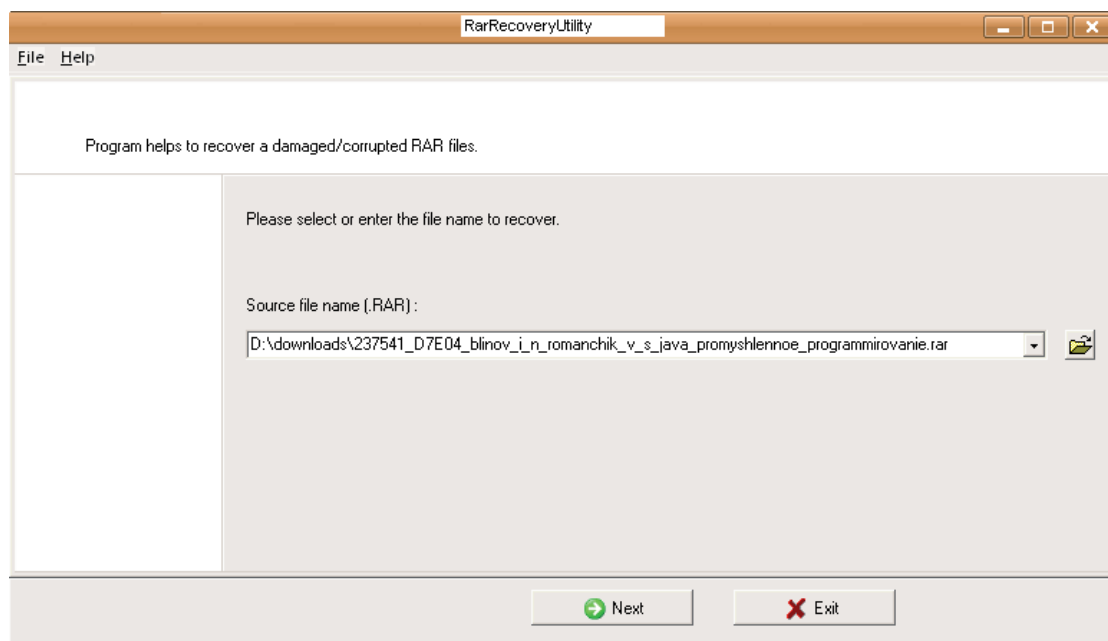 RarRecoveryUtility
File Help
Program helps to recover a damaged/corrupted RAR files.
Please select or enter the file name to recover.
Source file name (.RAR) :
D:\downloads\237541_D7E04_blinov_i_n_romanchik_v_s_java_promyshlennoe_programmirovanie.rar
Next Exit